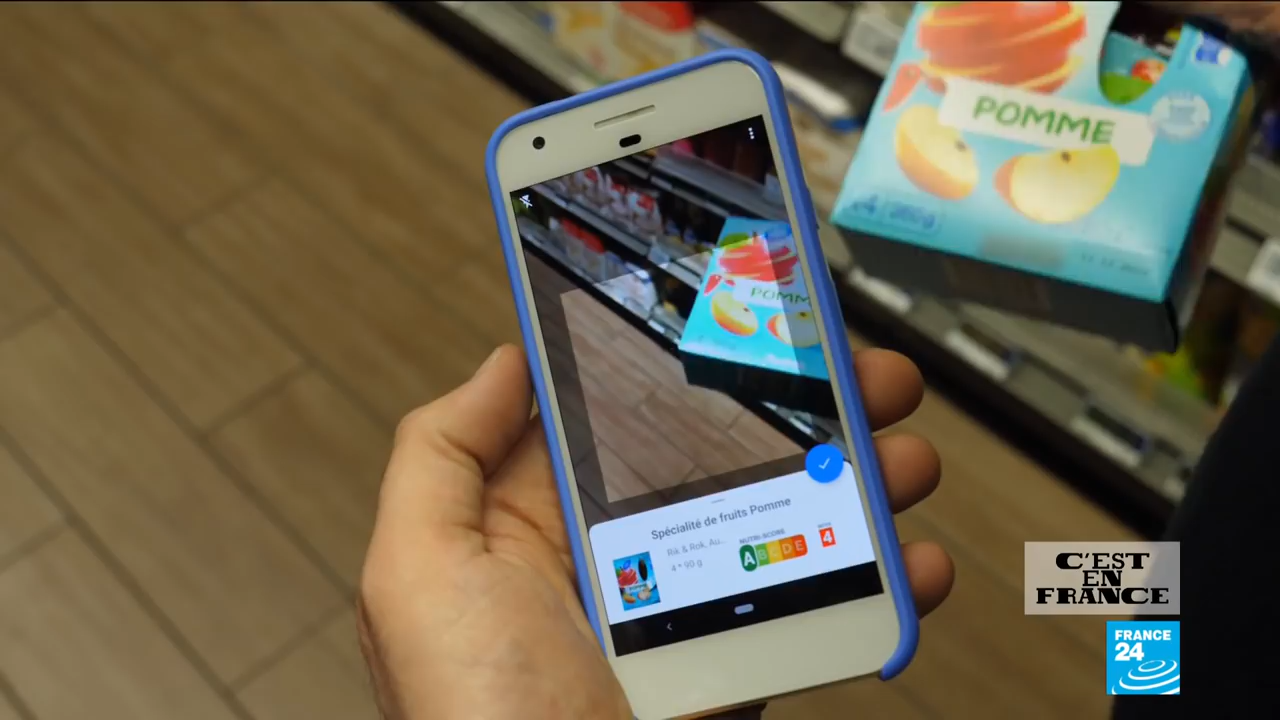 POMME
POMM
Spécialité de fruits Pomme
Rik & Rok, Au...
4 * 90 g
NUTRI-SCORE
A B C D E
NOVA
4
C'EST
EN
FRANCE
FRANCE
24